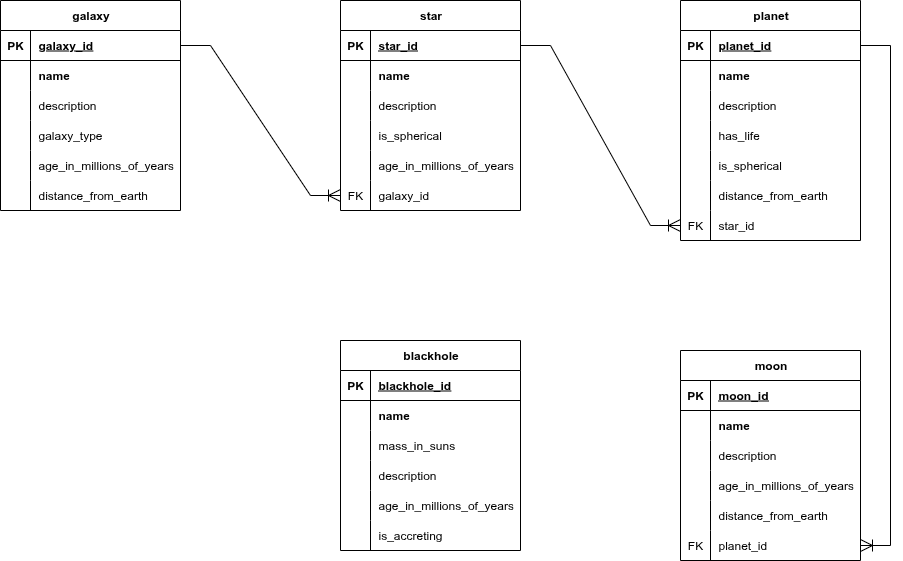 galaxy
PK galaxy_id
name
description
galaxy_type
age_in_millions_of_years
distance_from_earth
star
PK star_id
name
description
is_spherical
age_in_millions_of_years
FK galaxy_id
planet
PK planet_id
name
description
has_life
is_spherical
distance_from_earth
FK star_id
blackhole
PK blackhole_id
name
mass_in_suns
description
age_in_millions_of_years
is_accreting
moon
PK moon_id
name
description
age_in_millions_of_years
distance_from_earth
FK planet_id